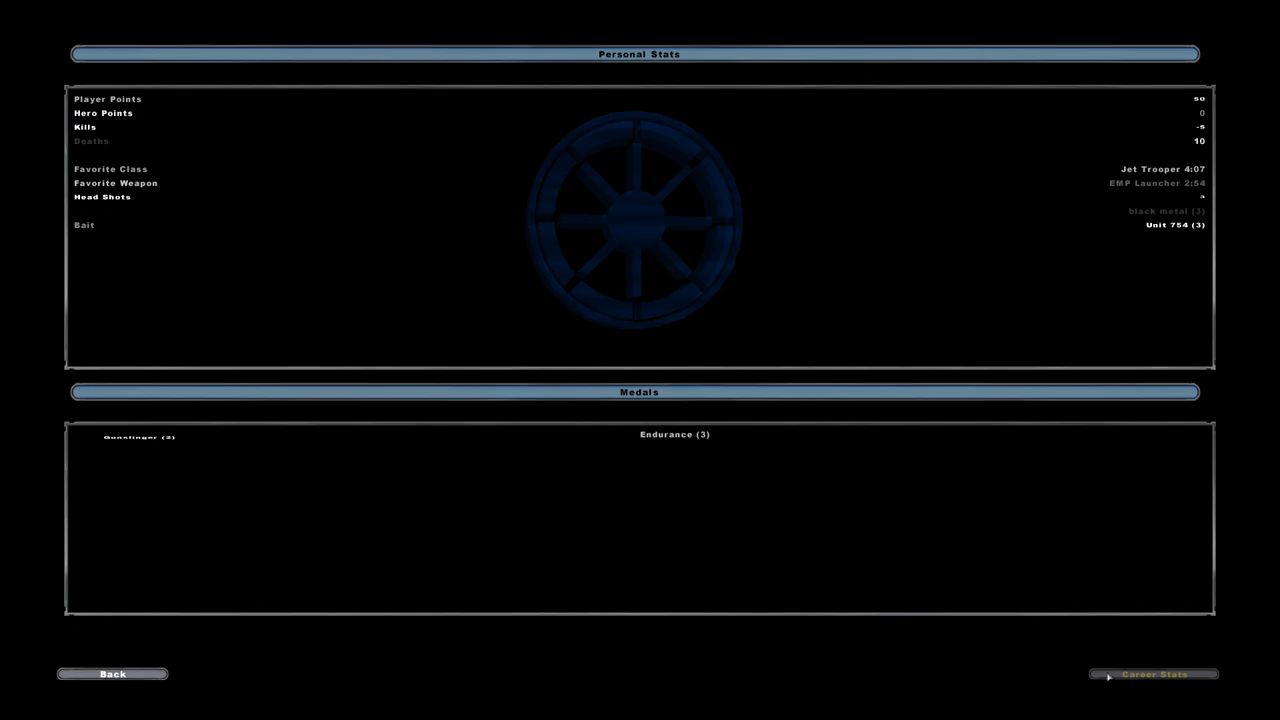 Personal Stats
Player Points 50
Hero Points 0
Kills -5
Deaths 10
Favorite Class Jet Trooper 4:07
Favorite Weapon EMP Launcher 2:54
Head Shots
black metal (3)
Bait Unit 754 (3)
Medals
Gunslinger (2) Endurance (3)
Back Career Stats